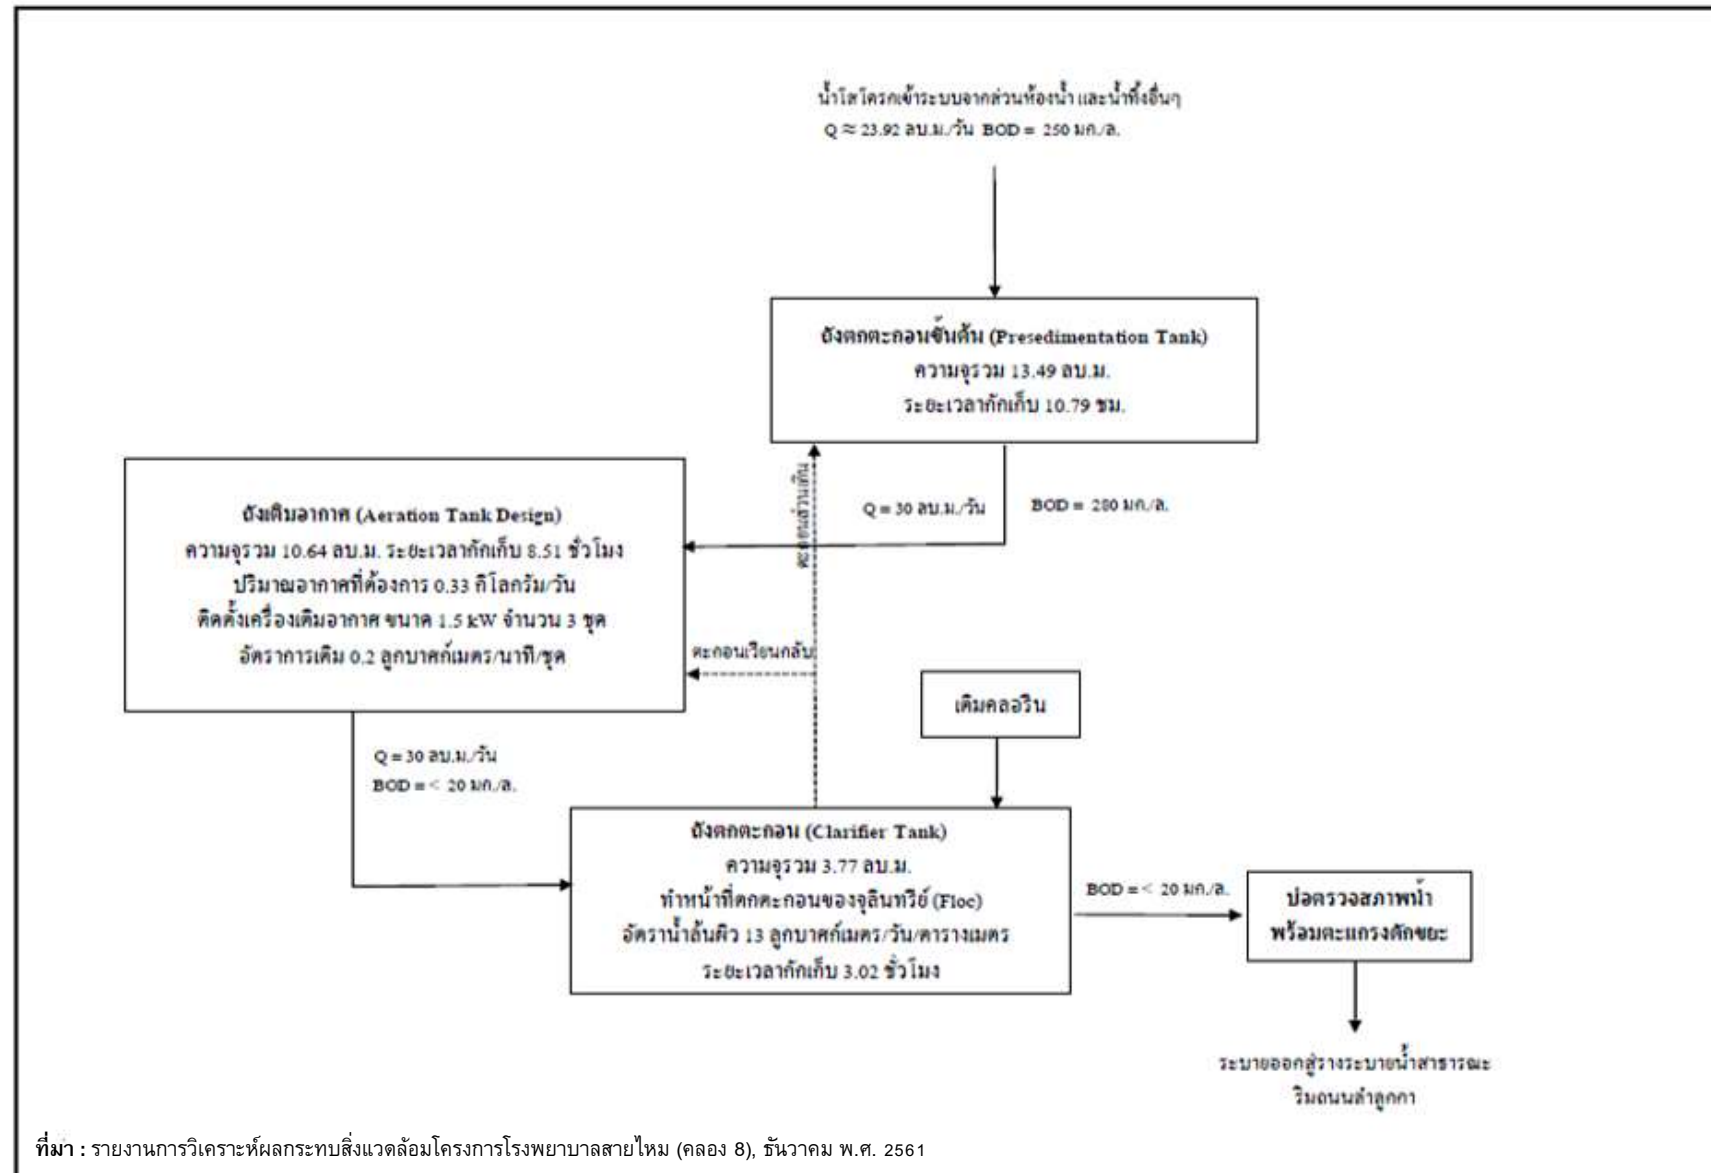 น้ำโสโครกเข้าระบบจากส่วนห้องน้ำ และน้ำทิ้งอื่นๆ
Q ≈ 23.92 ลบ.ม./วัน BOD = 250 มก./ล.
ถังตกตะกอนขั้นต้น (Presedimentation Tank)
ความจุรวม 13.49 ลบ.ม.
ระยะเวลากักเก็บ 10.79 ชม.
ตะกอนส่วนเกิน
Q = 30 ลบ.ม./วัน
BOD = 280 มก./ล.
ถังเติมอากาศ (Aeration Tank Design)
ความจุรวม 10.64 ลบ.ม. ระยะเวลากักเก็บ 8.51 ชั่วโมง
ปริมาณอากาศที่ต้องการ 0.33 กิโลกรัม/วัน
ติดตั้งเครื่องเติมอากาศ ขนาด 1.5 kW จำนวน 3 ชุด
อัตราการเติม 0.2 ลูกบาศก์เมตร/นาที/ชุด
ตะกอนเวียนกลับ
เติมคลอรีน
Q = 30 ลบ.ม./วัน
BOD = < 20 มก./ล.
ถังตกตะกอน (Clarifier Tank)
ความจุรวม 3.77 ลบ.ม.
ทำหน้าที่ตกตะกอนของจุลินทรีย์ (Floc)
อัตราน้ำล้นผิว 13 ลูกบาศก์เมตร/วัน/ตารางเมตร
ระยะเวลากักเก็บ 3.02 ชั่วโมง
BOD = < 20 มก./ล.
บ่อตรวจสภาพน้ำ
พร้อมตะแกรงดักขยะ
ระบายออกสู่รางระบายน้ำสาธารณะ
ริมถนนลำลูกกา
ที่มา : รายงานการวิเคราะห์ผลกระทบสิ่งแวดล้อมโครงการโรงพยาบาลสายไหม (คลอง 8), ธันวาคม พ.ศ. 2561